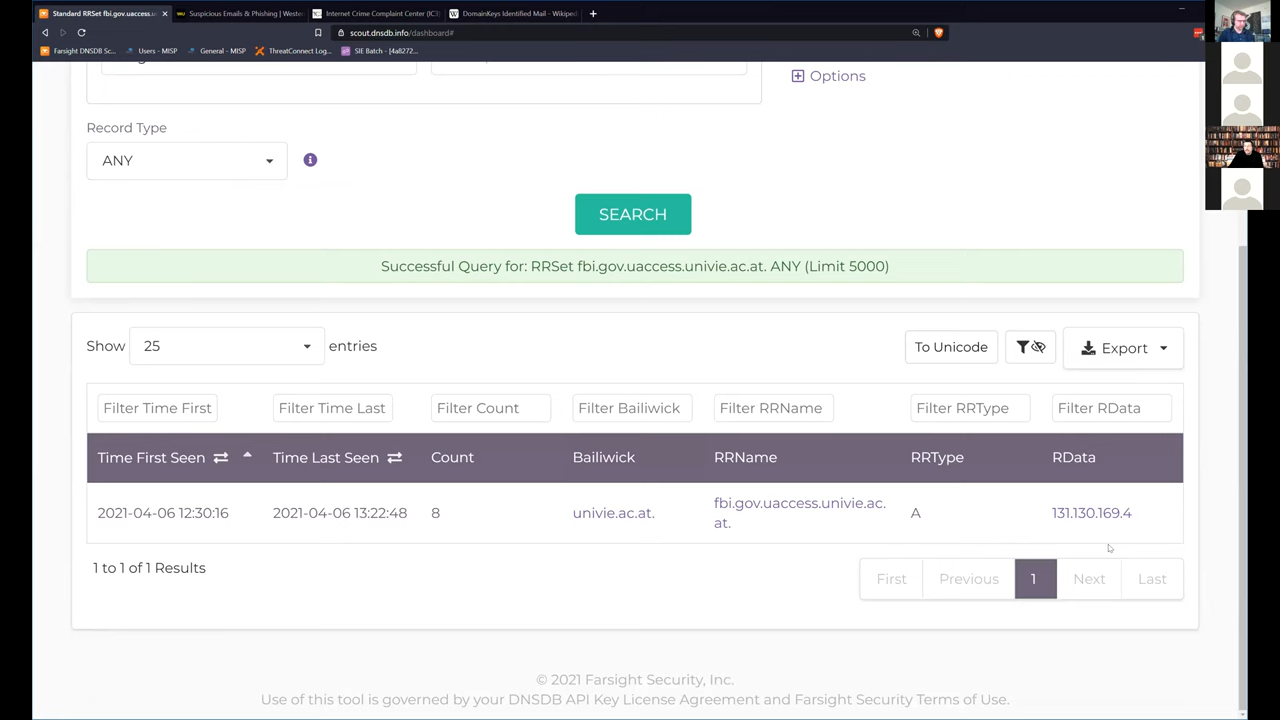 Standard RRSet fbi.gov.uaccess.u
Suspicious Emails & Phishing | Weste
Internet Crime Complaint Center (IC3)
DomainKeys Identified Mail - Wikiped
scout.dnsdb.info/dashboard#
Farsight DNSDB Sc...
Users - MISP
General - MISP
ThreatConnect Log...
SIE Batch - [4a8272...
Options
Record Type
ANY
SEARCH
Successful Query for: RRSet fbi.gov.uaccess.univie.ac.at. ANY (Limit 5000)
Show 25 entries
To Unicode
Export
Filter Time First Filter Time Last Filter Count Filter Bailiwick Filter RRName Filter RRType Filter RData
Time First Seen Time Last Seen Count Bailiwick RRName RRType RData
2021-04-06 12:30:16 2021-04-06 13:22:48 8 univie.ac.at. fbi.gov.uaccess.univie.ac. A 131.130.169.4
at.
1 to 1 of 1 Results
First Previous 1 Next Last
© 2021 Farsight Security, Inc.
Use of this tool is governed by your DNSDB API Key License Agreement and Farsight Security Terms of Use.